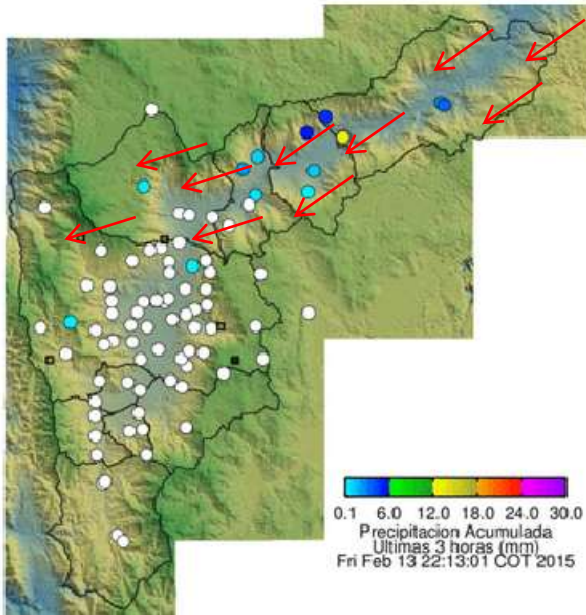 0.1 6.0 12.0 18.0 24.0 30.0
Precipitacion Acumulada
Ultimas 3 horas (mm)
Fri Feb 13 22:13:01 COT 2015